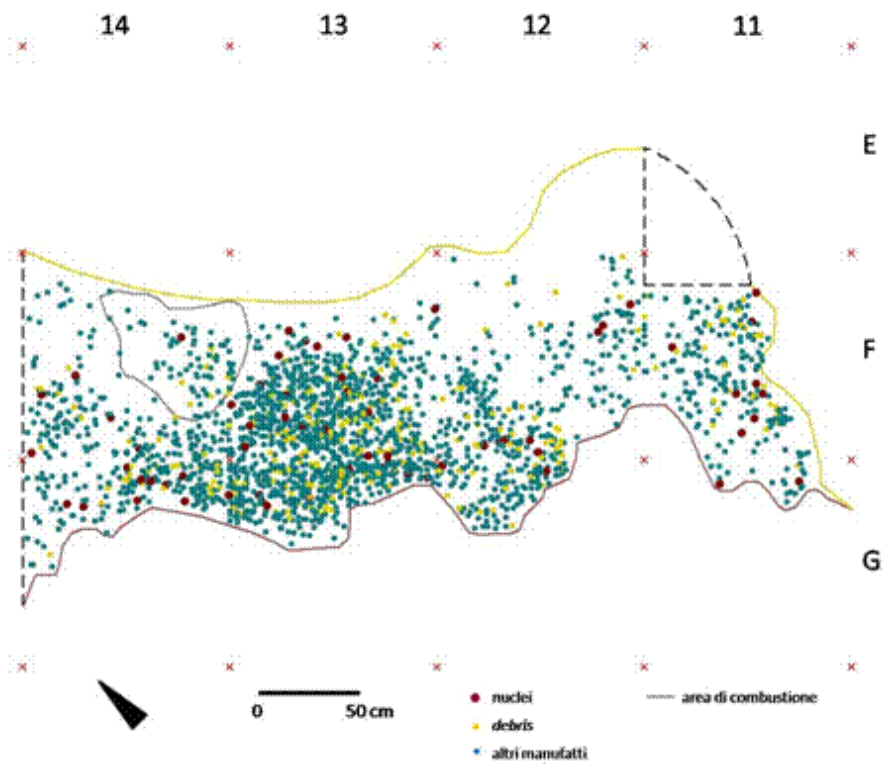 14 13 12 11
E
F
G
0 50 cm
nuclei
debris
altri manufatti
area di combustione